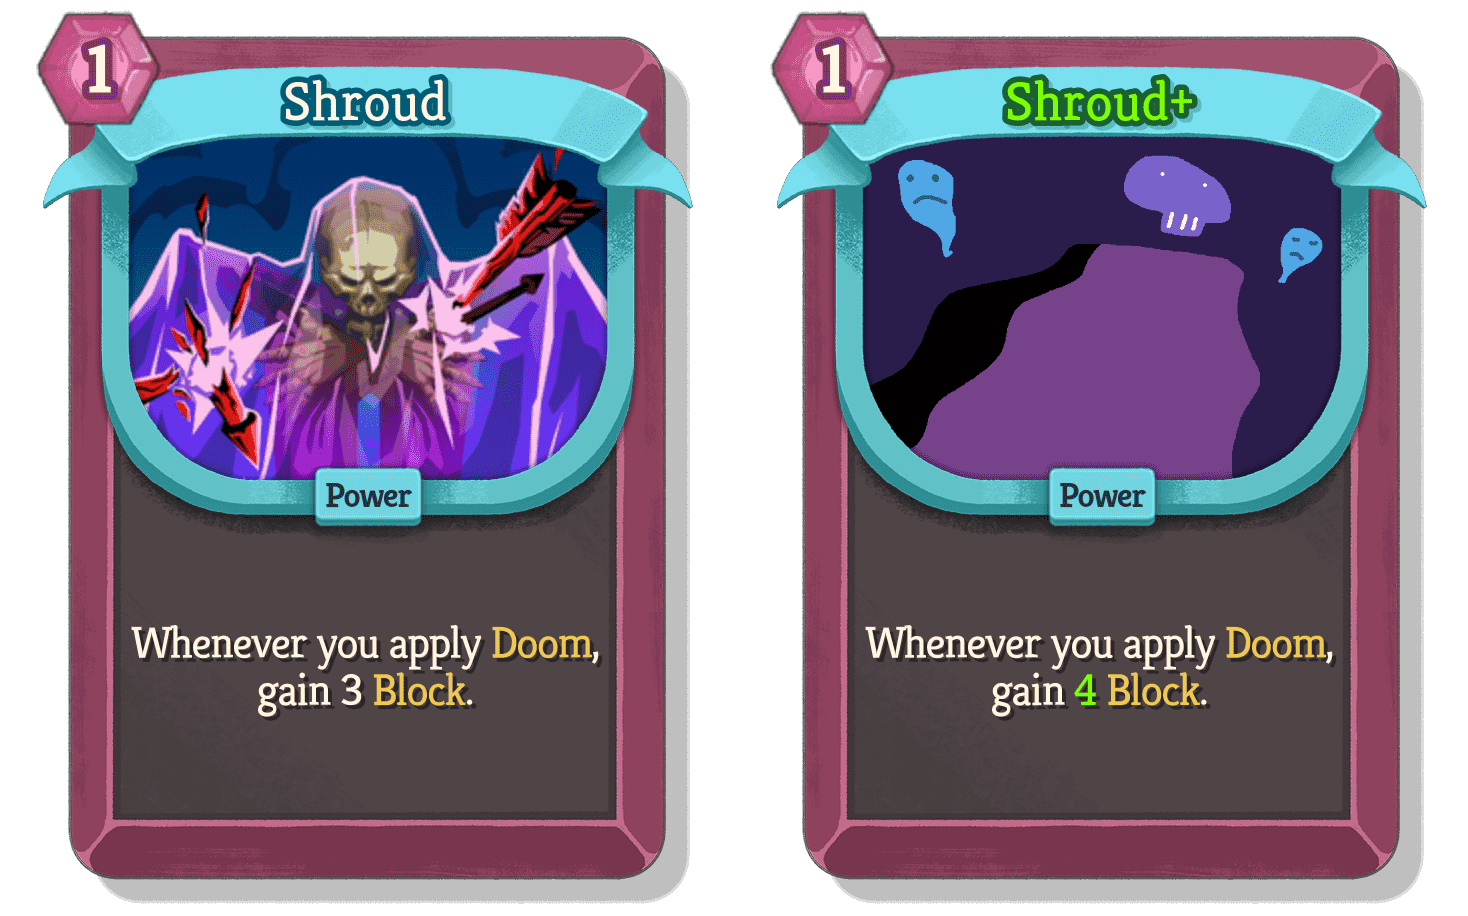 1
Shroud
Power
Whenever you apply Doom,
gain 3 Block.
1
Shroud+
Power
Whenever you apply Doom,
gain 4 Block.